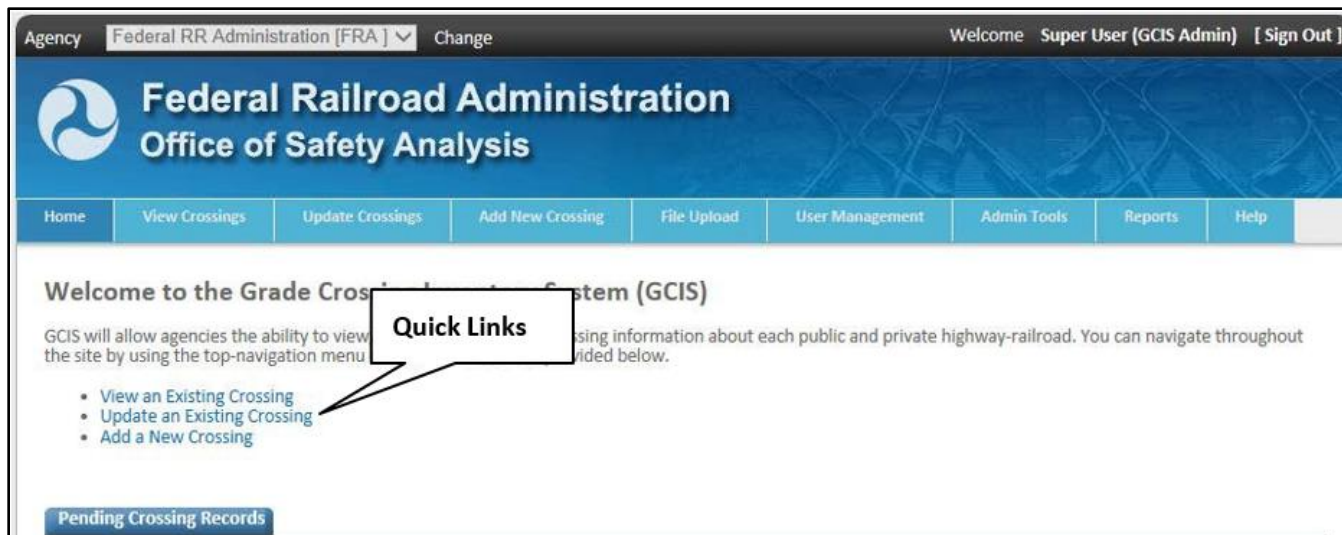 Agency Federal RR Administration [FRA ] Change Welcome Super User (GCIS Admin) [ Sign Out ]
Federal Railroad Administration
Office of Safety Analysis
Home View Crossings Update Crossings Add New Crossing File Upload User Management Admin Tools Reports Help
Welcome to the Grade Crossing System (GCIS)
Quick Links
GCIS will allow agencies the ability to view ssing information about each public and private highway-railroad. You can navigate throughout
the site by using the top-navigation menu vided below.
• View an Existing Crossing
• Update an Existing Crossing
• Add a New Crossing
Pending Crossing Records